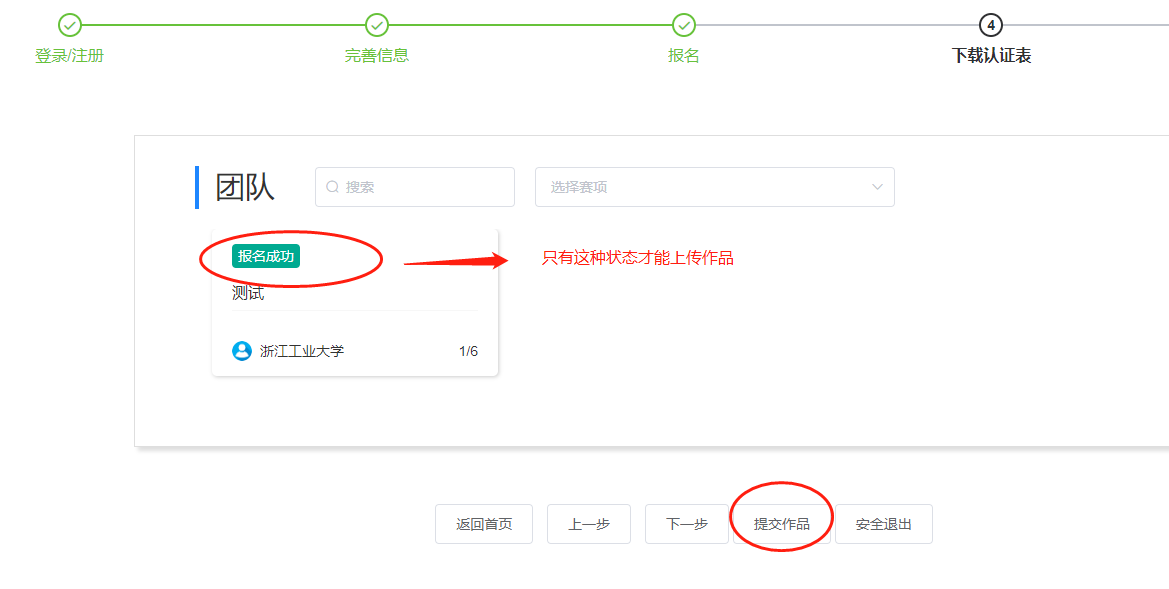 4
登录/注册
完善信息
报名
下载认证表
团队
搜索
选择赛项
报名成功
只有这种状态才能上传作品
测试
浙江工业大学
1/6
返回首页
上一步
下一步
提交作品
安全退出